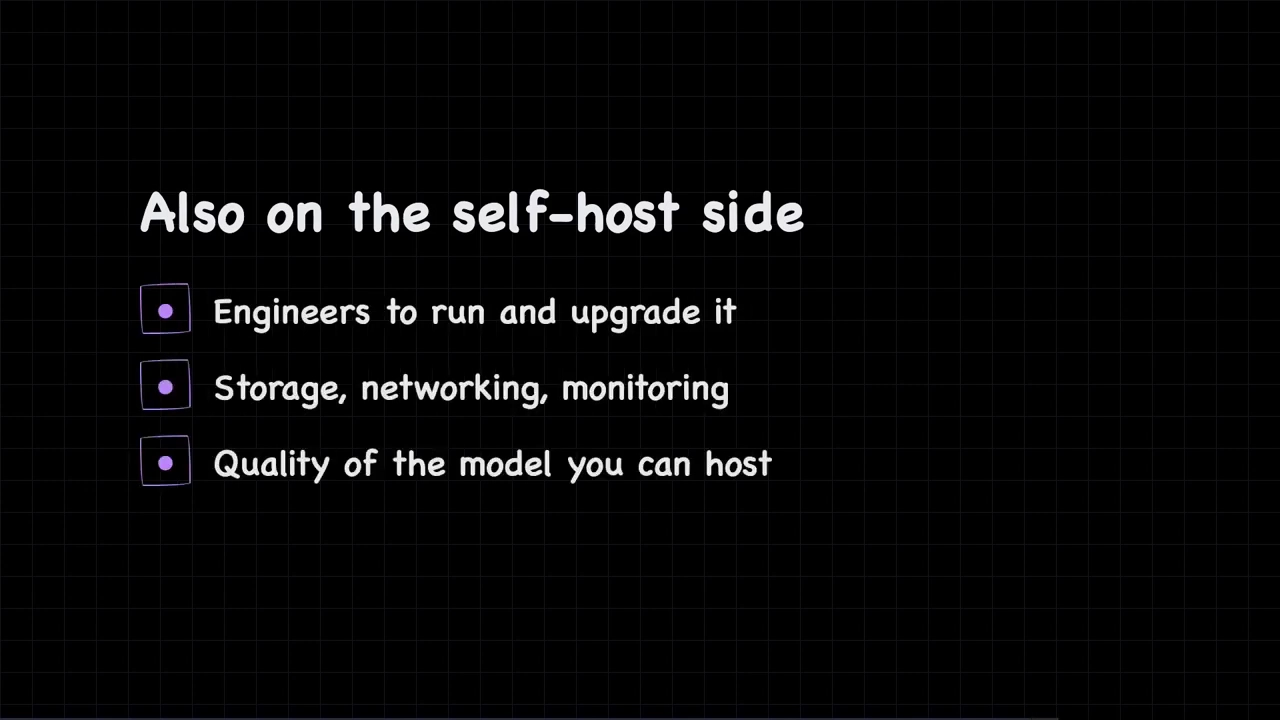 Also on the self-host side
Engineers to run and upgrade it
Storage, networking, monitoring
Quality of the model you can host